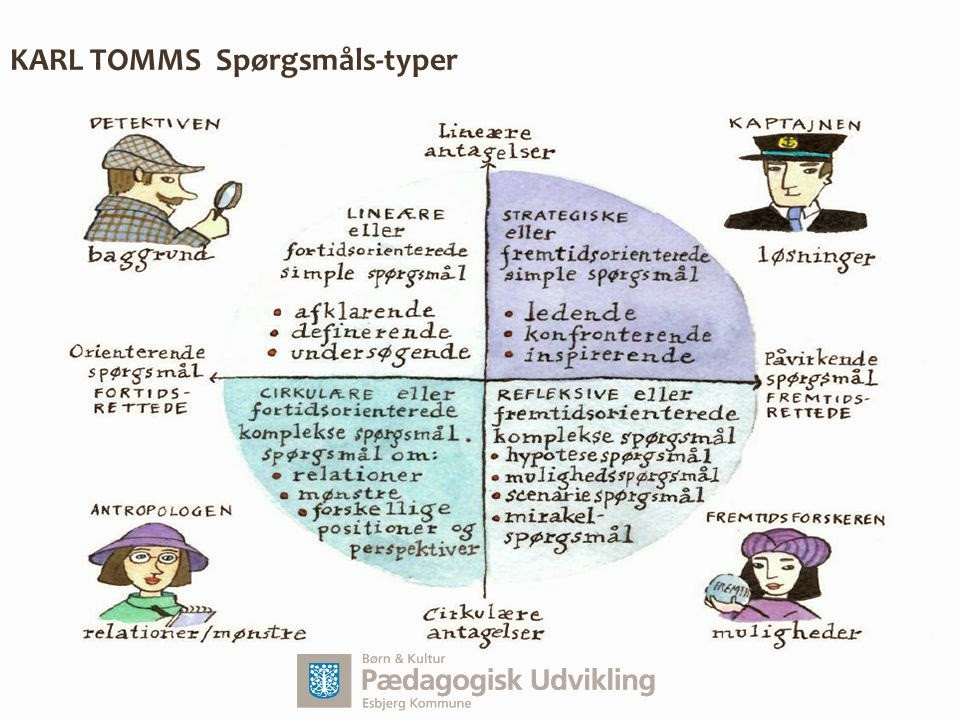 KARL TOMMS Spørgsmåls-typer
DETEKTIVEN
baggrund
Lineære
antagelser
KAPTAJNEN
løsninger
LINEÆRE
eller
fortidsorienterede
simple spørgsmål
• afklarende
• definerende
• undersøgende
STRATEGISKE
eller
fremtidsorienterede
simple spørgsmål
• ledende
• konfronterende
• inspirerende
Orienterende
spørgsmål
FORTIDS-
RETTEDE
Påvirkende
spørgsmål
FREMTIDS-
RETTEDE
CIRKULÆRE eller
fortidsorienterede
komplekse spørgsmål.
spørgsmål om:
• relationer
• mønstre
• forskellige
positioner og
perspektiver
REFLEKSIVE eller
fremtidsorienterede
komplekse spørgsmål
• hypotesespørgsmål
• mulighedsspørgsmål
• scenariespørgsmål
• mirakel-
spørgsmål
ANTROPOLOGEN
relationer/mønstre
Cirkulære
antagelser
FREMTIDSFORSKEREN
FREMTID
muligheder
Børn & Kultur
Pædagogisk Udvikling
Esbjerg Kommune